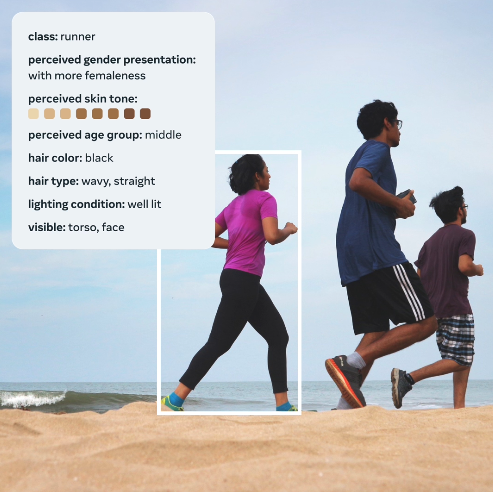 class: runner
perceived gender presentation:
with more femaleness
perceived skin tone:
perceived age group: middle
hair color: black
hair type: wavy, straight
lighting condition: well lit
visible: torso, face